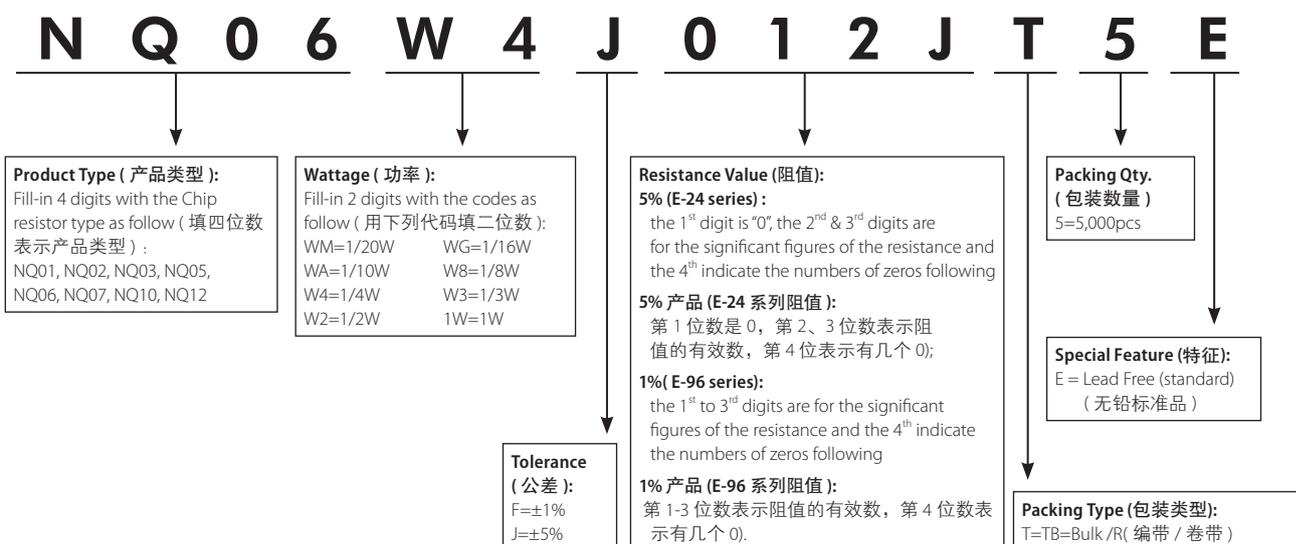 NQ06W4J012JT5E
Product Type ( 产品类型 ):
Fill-in 4 digits with the Chip
resistor type as follow ( 填四位数
表示产品类型 ) :
NQ01, NQ02, NQ03, NQ05,
NQ06, NQ07, NQ10, NQ12
Wattage ( 功率 ):
Fill-in 2 digits with the codes as
follow ( 用下列代码填二位数 ):
WM=1/20W WG=1/16W
WA=1/10W W8=1/8W
W4=1/4W W3=1/3W
W2=1/2W 1W=1W
Tolerance
( 公差 ):
F=±1%
J=±5%
Resistance Value (阻值):
5% (E-24 series) :
the 1st digit is "0", the 2nd & 3rd digits are
for the significant figures of the resistance and
the 4th indicate the numbers of zeros following
5% 产品 (E-24 系列阻值 ):
第 1 位数是 0，第 2、3 位数表示阻
值的有效数，第 4 位表示有几个 0);
1%( E-96 series):
the 1st to 3rd digits are for the significant
figures of the resistance and the 4th indicate
the numbers of zeros following
1% 产品 (E-96 系列阻值 ):
第 1-3 位数表示阻值的有效数，第 4 位数表
示有几个 0).
Packing Qty.
( 包装数量 )
5=5,000pcs
Special Feature (特征):
E = Lead Free (standard)
( 无铅标准品 )
Packing Type (包装类型):
T=TB=Bulk /R( 编带 / 卷带 )